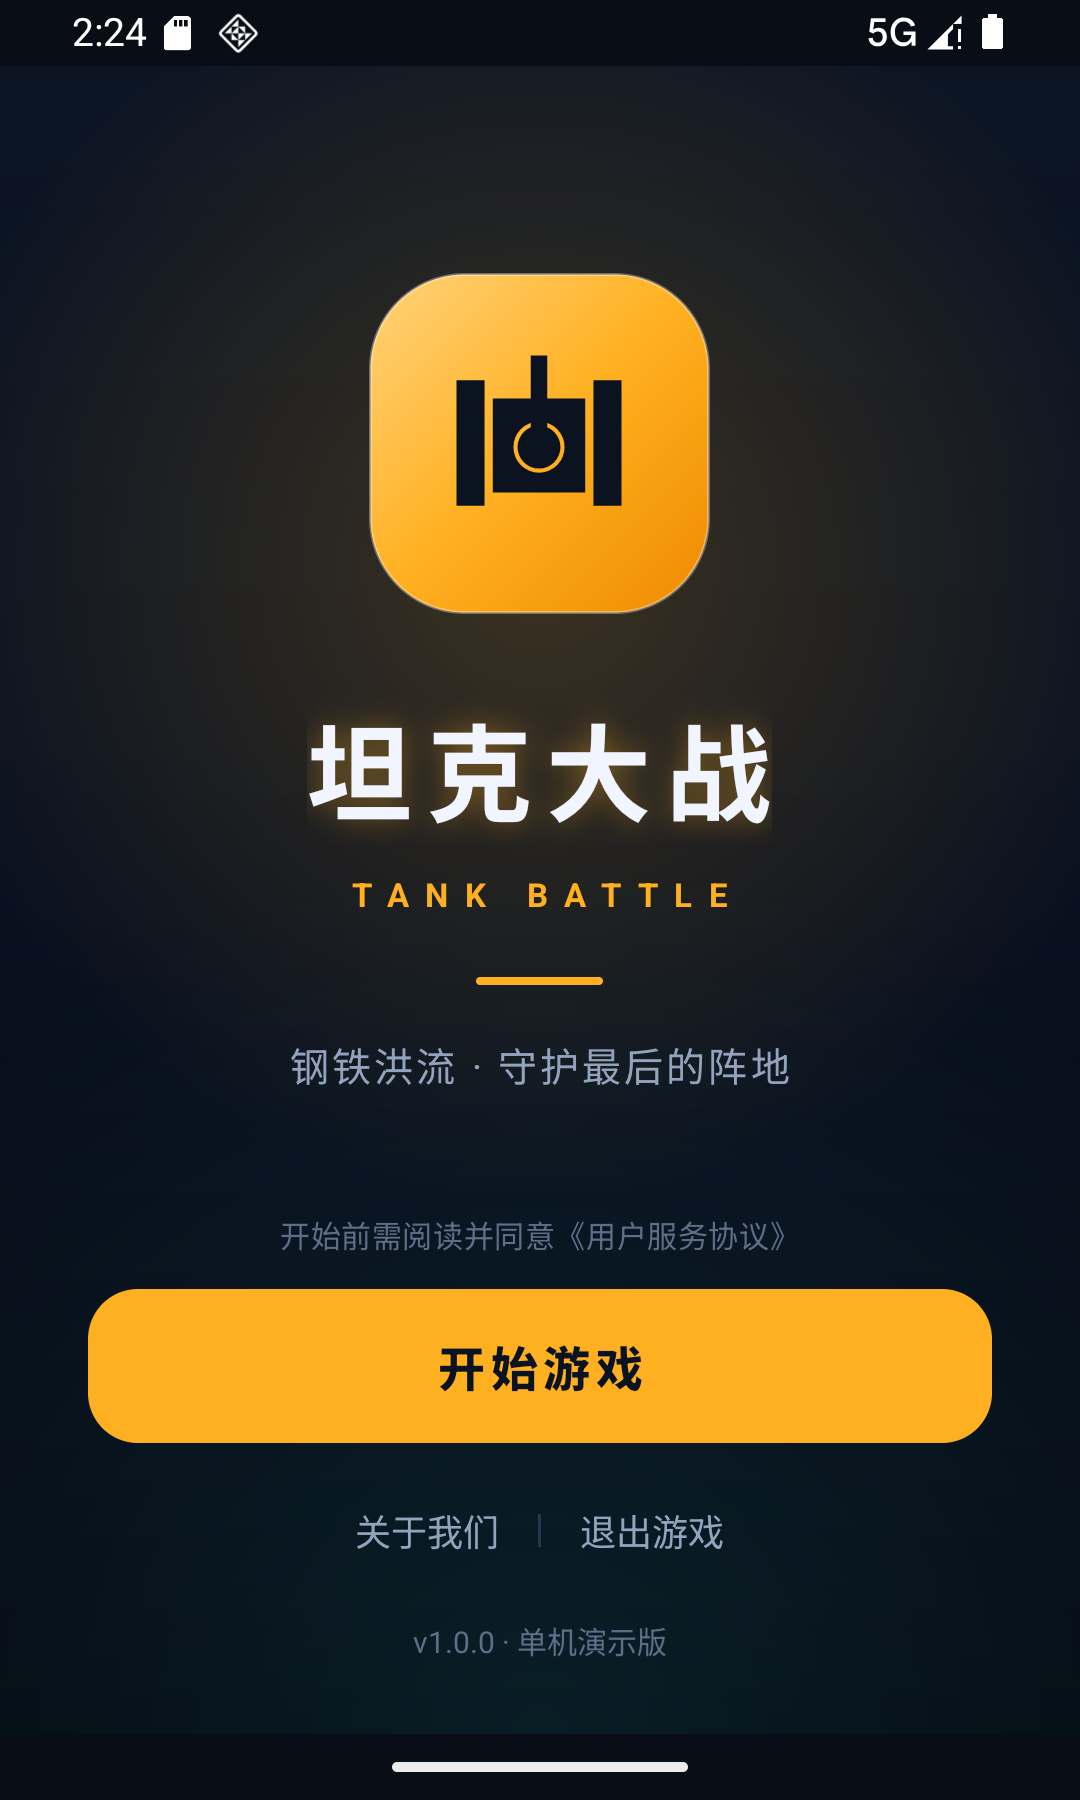 2:24
5G
坦克大战
TANK BATTLE
钢铁洪流 · 守护最后的阵地
开始前需阅读并同意《用户服务协议》
开始游戏
关于我们
退出游戏
v1.0.0 · 单机演示版